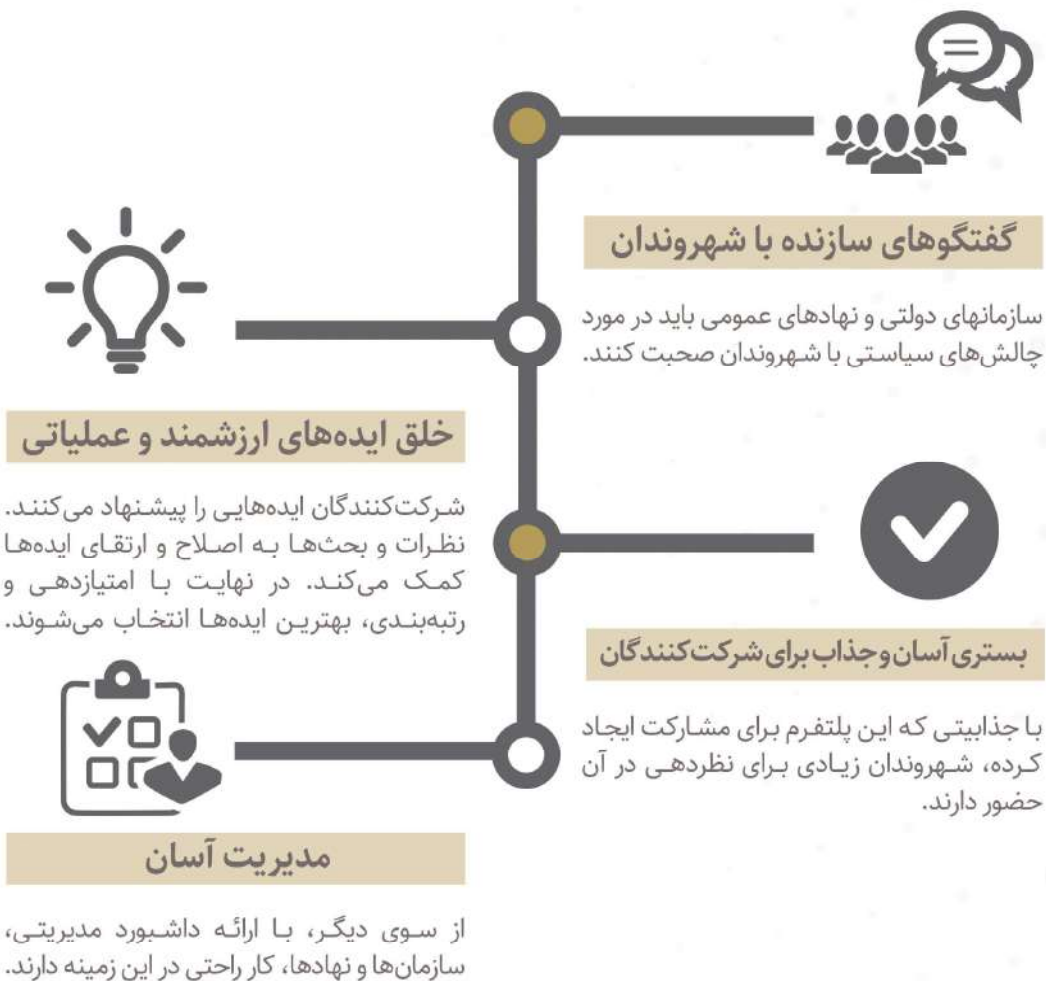 گفتگوهای سازنده با شهروندان
سازمانهای دولتی و نهادهای عمومی باید در مورد
چالش‌های سیاستی با شهروندان صحبت کنند.
خلق ایده‌های ارزشمند و عملیاتی
شرکت‌کنندگان ایده‌هایی را پیشنهاد می‌کنند.
نظرات و بحث‌ها به اصلاح و ارتقای ایده‌ها
کمک می‌کند. در نهایت با امتیازدهی و
رتبه‌بندی، بهترین ایده‌ها انتخاب می‌شوند.
بستری آسان و جذاب برای شرکت‌کنندگان
با جذابیتی که این پلتفرم برای مشارکت ایجاد
کرده، شهروندان زیادی برای نظردهی در آن
حضور دارند.
مدیریت آسان
از سوی دیگر، با ارائه داشبورد مدیریتی،
سازمان‌ها و نهادها، کار راحتی در این زمینه دارند.